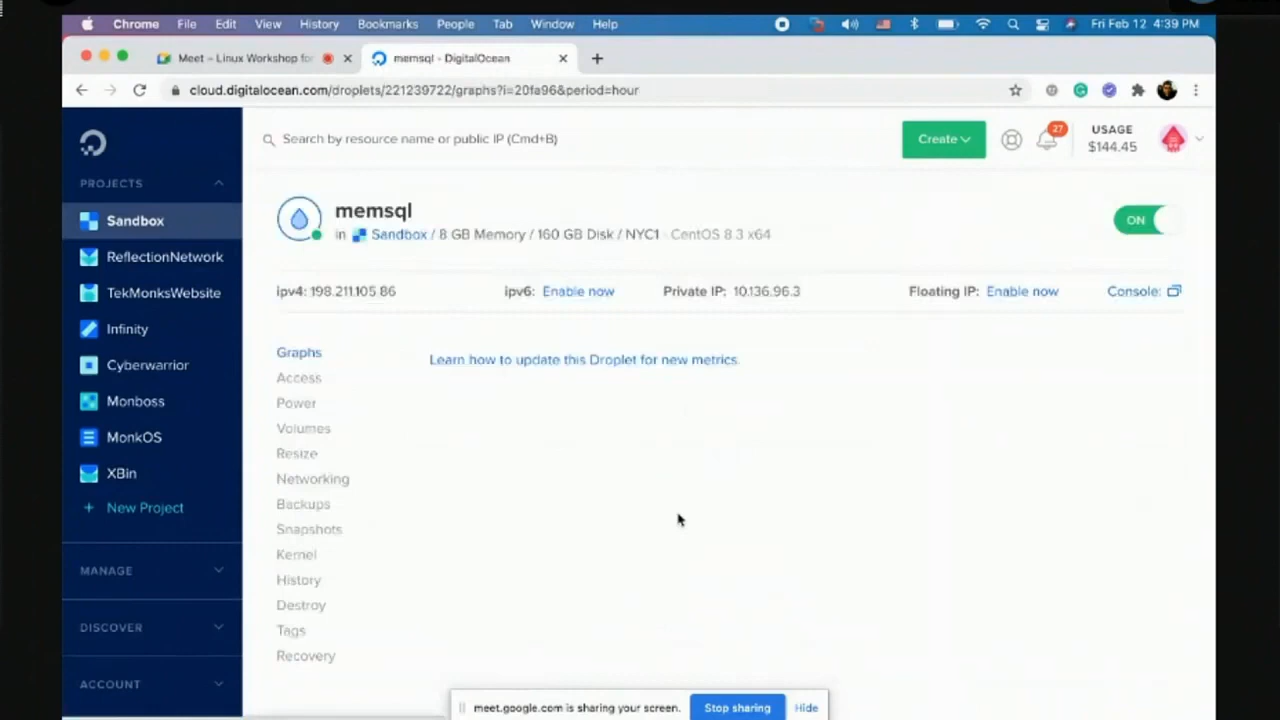 Chrome File Edit View History Bookmarks People Tab Window Help Fri Feb 12 4:39 PM
Meet – Linux Workshop for
memsql - DigitalOcean
cloud.digitalocean.com/droplets/221239722/graphs?i=20fa96&period=hour
Search by resource name or public IP (Cmd+B)
Create
27
USAGE
$144.45
PROJECTS
Sandbox
ReflectionNetwork
TekMonksWebsite
Infinity
Cyberwarrior
Monboss
MonkOS
XBin
+ New Project
MANAGE
DISCOVER
ACCOUNT
memsql
in Sandbox / 8 GB Memory / 160 GB Disk / NYC1 - CentOS 8.3 x64
ON
ipv4: 198.211.105.86 ipv6: Enable now Private IP: 10.136.96.3 Floating IP: Enable now Console:
Graphs
Access
Power
Volumes
Resize
Networking
Backups
Snapshots
Kernel
History
Destroy
Tags
Recovery
Learn how to update this Droplet for new metrics.
meet.google.com is sharing your screen. Stop sharing Hide